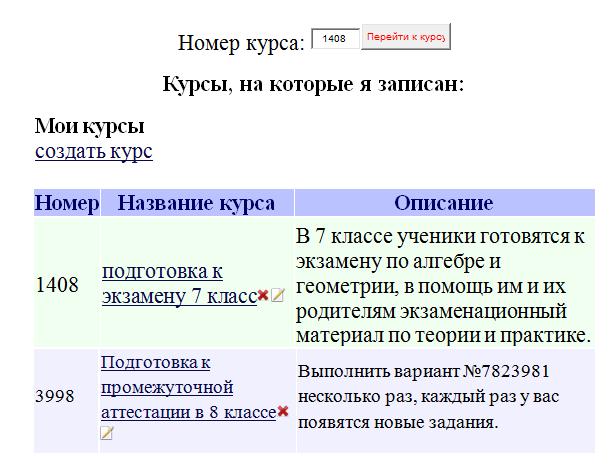 Номер курса: 1408 Перейти к курсу
Курсы, на которые я записан:
Мои курсы
создать курс
Номер Название курса Описание
1408
подготовка к
экзамену 7 класс
В 7 классе ученики готовятся к
экзамену по алгебре и
геометрии, в помощь им и их
родителям экзаменационный
материал по теории и практике.
3998
Подготовка к
промежуточной
аттестации в 8 классе
Выполнить вариант №7823981
несколько раз, каждый раз у вас
появятся новые задания.